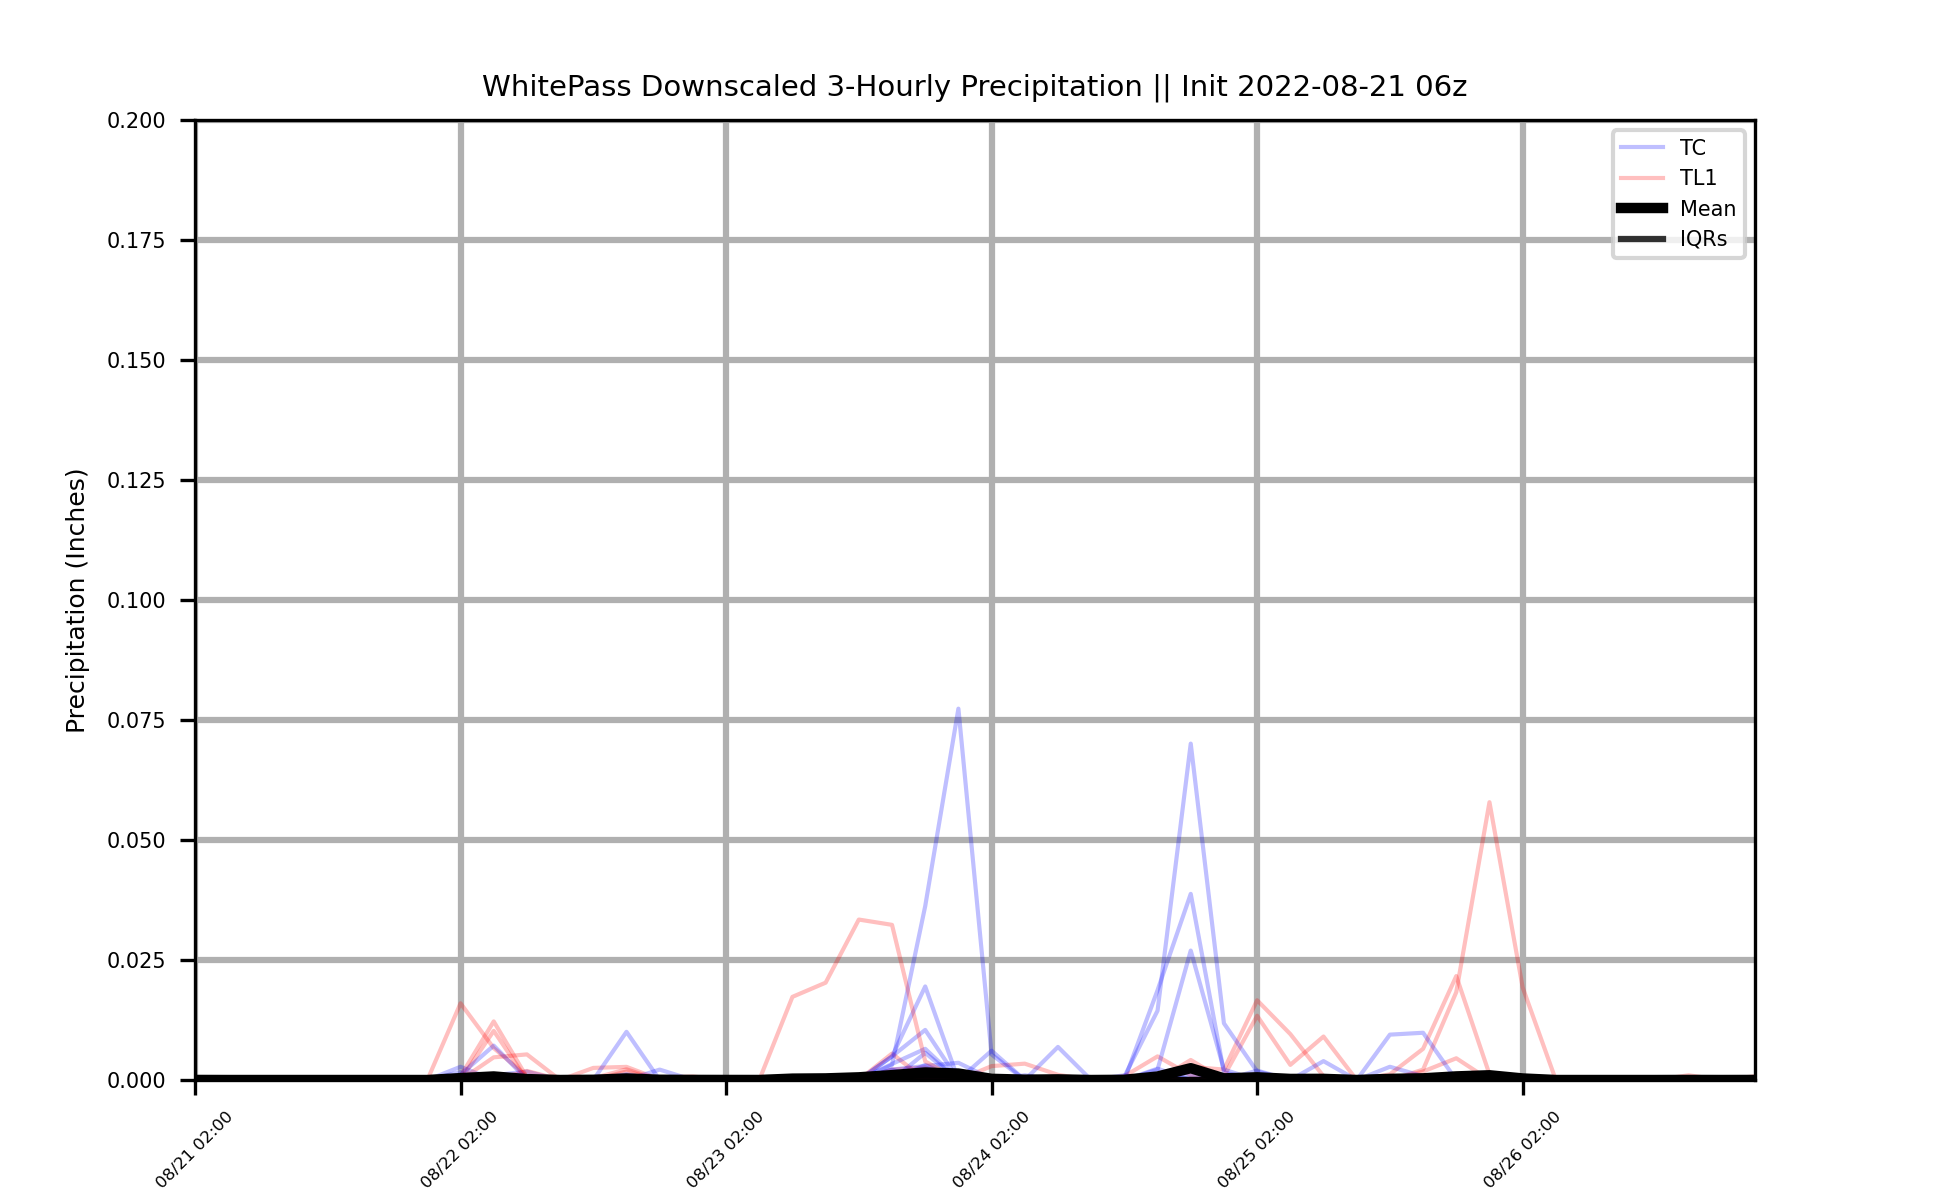 WhitePass Downscaled 3-Hourly Precipitation || Init 2022-08-21 06z
0.200
0.175
0.150
0.125
0.100
0.075
0.050
0.025
0.000
Precipitation (Inches)
TC
TL1
Mean
IQRs
08/21 02:00
08/22 02:00
08/23 02:00
08/24 02:00
08/25 02:00
08/26 02:00